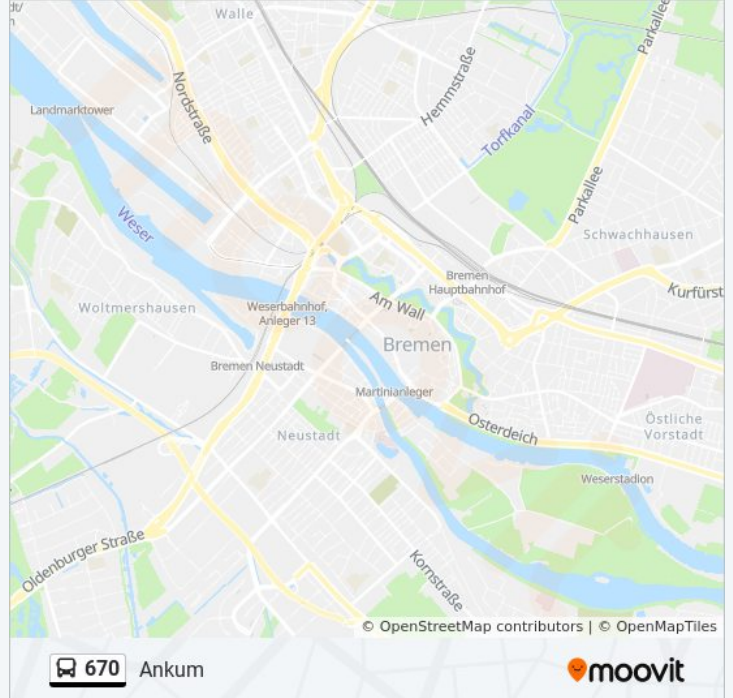 Walle
Nordstraße
Hemmstraße
Parkallee
Landmarktower
Torfkanal
Parkallee
Weser
Schwachhausen
Bremen
Hauptbahnhof
Kurfürst
Woltmershausen
Weserbahnhof,
Anleger 13
Am Wall
Bremen
Bremen Neustadt
Martinianleger
Neustadt
Osterdeich
Östliche
Vorstadt
Weserstadion
Oldenburger Straße
Kornstraße
© OpenStreetMap contributors | © OpenMapTiles
670 Ankum
moovit